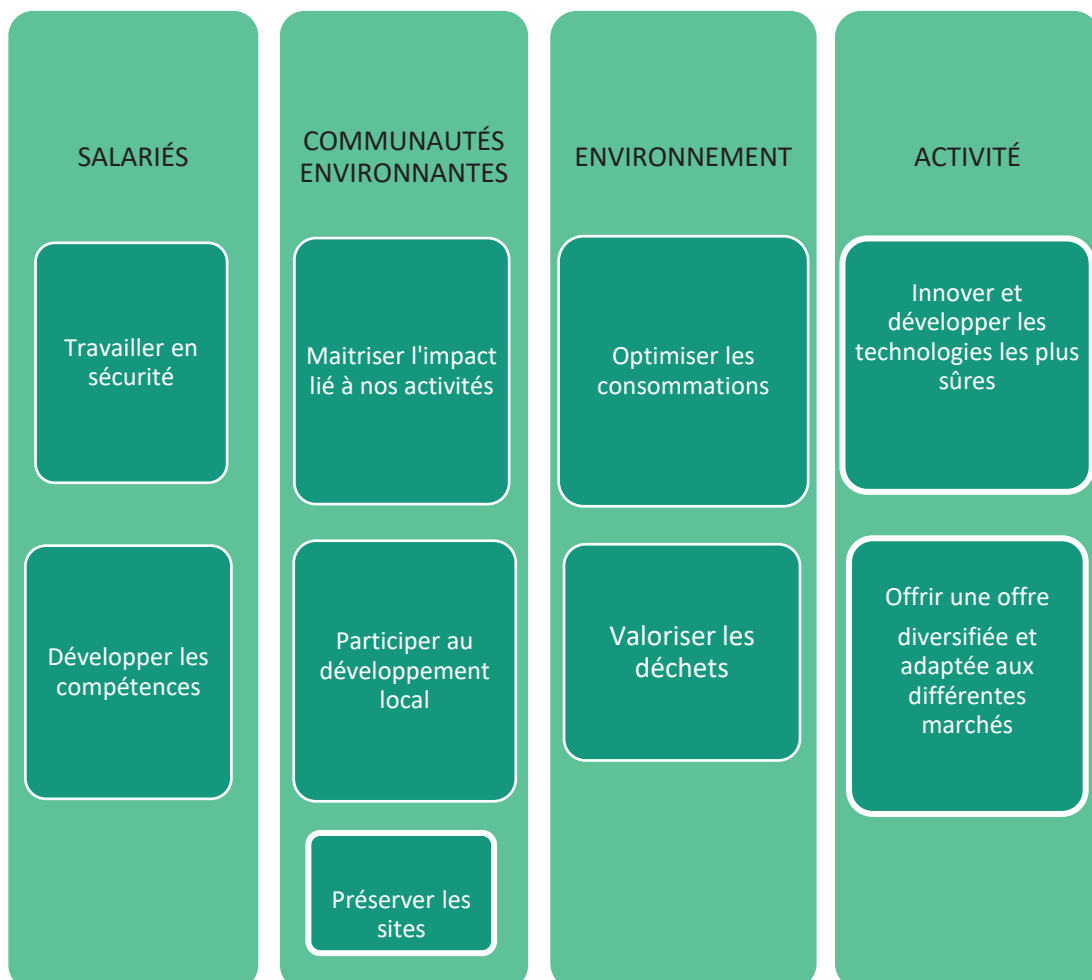 SALARIÉS
Travailler en
sécurité
Développer les
compétences
COMMUNAUTÉS
ENVIRONNANTES
Maitriser l'impact
lié à nos activités
Participer au
développement
local
Préserver les
sites
ENVIRONNEMENT
Optimiser les
consommations
Valoriser les
déchets
ACTIVITÉ
Innover et
développer les
technologies les plus
sûres
Offrir une offre
diversifiée et
adaptée aux
différentes
marchés